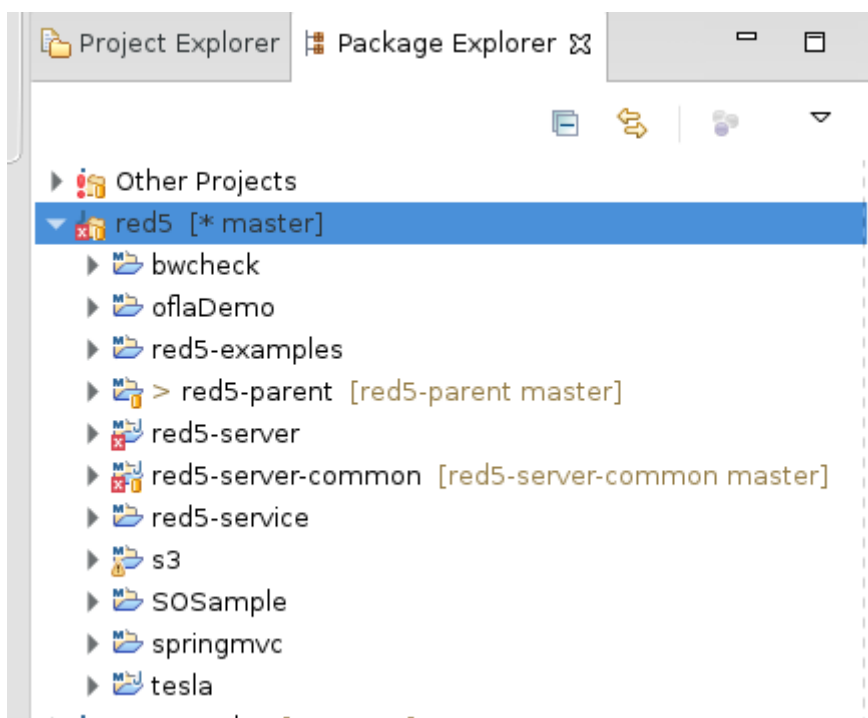 Project Explorer Package Explorer
Other Projects
red5 [* master]
bwcheck
oflaDemo
red5-examples
> red5-parent [red5-parent master]
red5-server
red5-server-common [red5-server-common master]
red5-service
s3
SOSample
springmvc
tesla